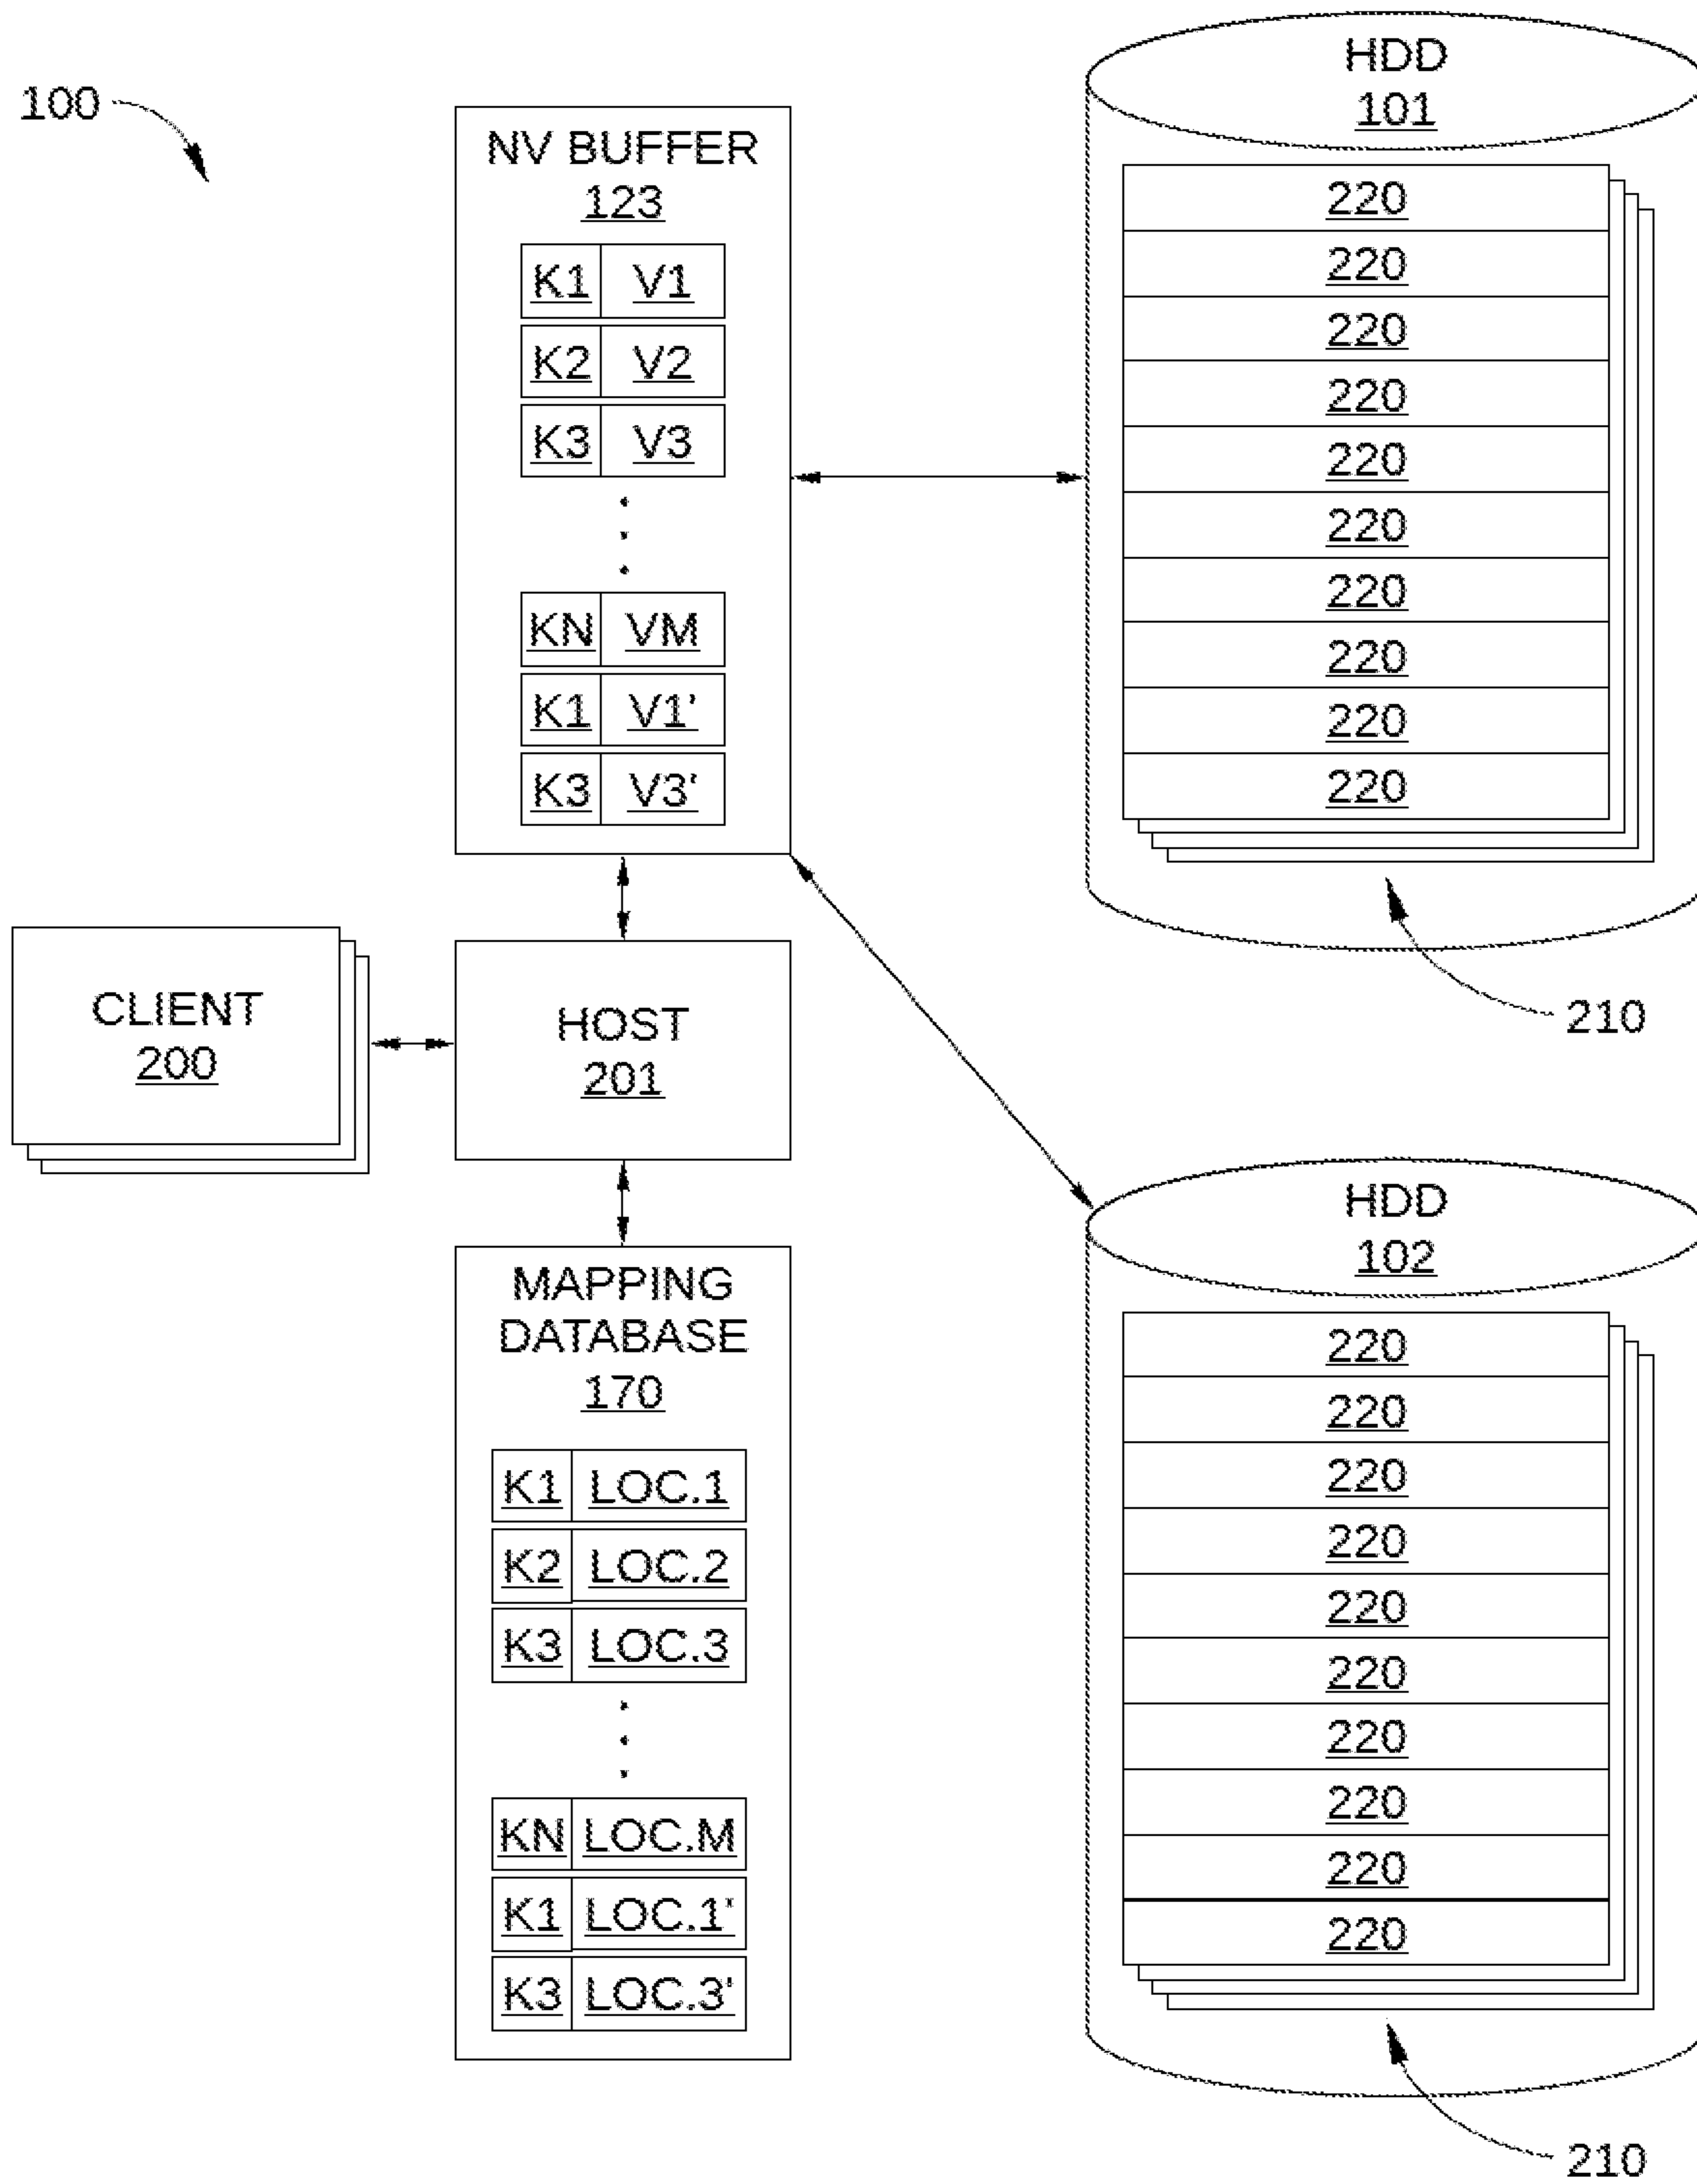 100
NV BUFFER
123
K1 V1
K2 V2
K3 V3
KN VM
K1 V1'
K3 V3'
HDD
101
220
220
220
220
220
220
220
220
220
220
210
CLIENT
200
HOST
201
MAPPING
DATABASE
170
K1 LOC.1
K2 LOC.2
K3 LOC.3
KN LOC.M
K1 LOC.1'
K3 LOC.3'
HDD
102
220
220
220
220
220
220
220
220
220
220
210